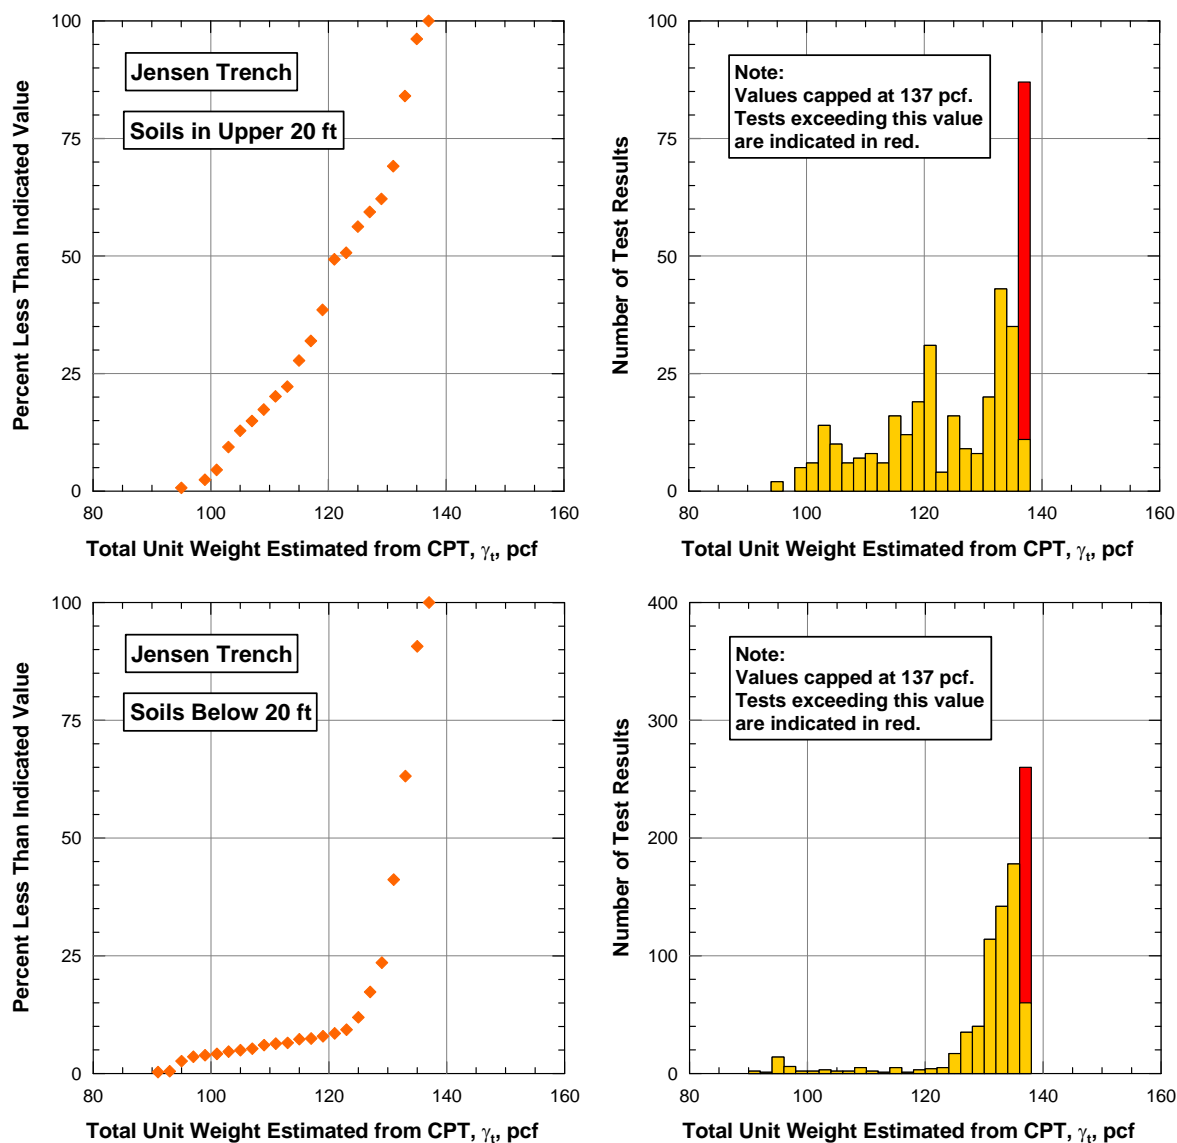 100
75
50
25
0
80
100
120
140
160
Percent Less Than Indicated Value
Total Unit Weight Estimated from CPT, γt, pcf
Jensen Trench
Soils in Upper 20 ft
100
75
50
25
0
80
100
120
140
160
Number of Test Results
Total Unit Weight Estimated from CPT, γt, pcf
Note:
Values capped at 137 pcf.
Tests exceeding this value
are indicated in red.
100
75
50
25
0
80
100
120
140
160
Percent Less Than Indicated Value
Total Unit Weight Estimated from CPT, γt, pcf
Jensen Trench
Soils Below 20 ft
400
300
200
100
0
80
100
120
140
160
Number of Test Results
Total Unit Weight Estimated from CPT, γt, pcf
Note:
Values capped at 137 pcf.
Tests exceeding this value
are indicated in red.